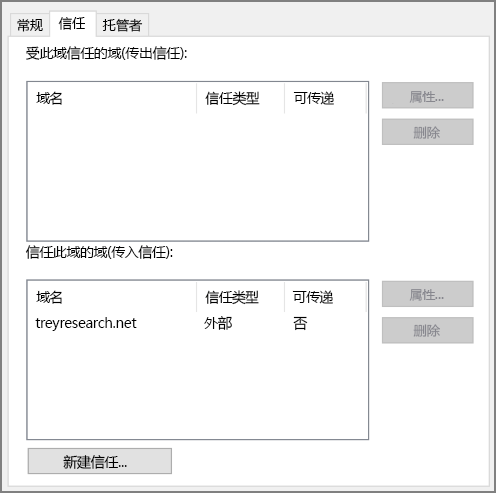 常规 信任 托管者
受此域信任的域(传出信任):
域名 信任类型 可传递
属性...
删除
信任此域的域(传入信任):
域名 信任类型 可传递
属性...
treyresearch.net 外部 否
删除
新建信任...